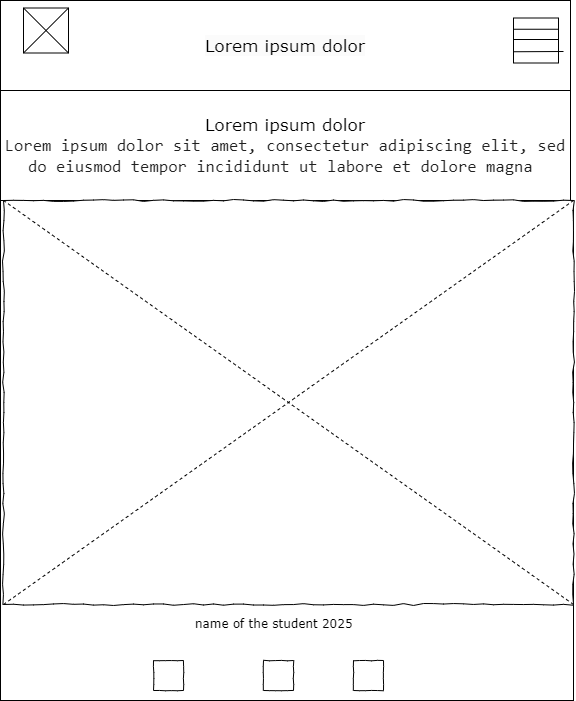 Lorem ipsum dolor
Lorem ipsum dolor
Lorem ipsum dolor sit amet, consectetur adipiscing elit, sed
do eiusmod tempor incididunt ut labore et dolore magna
name of the student 2025